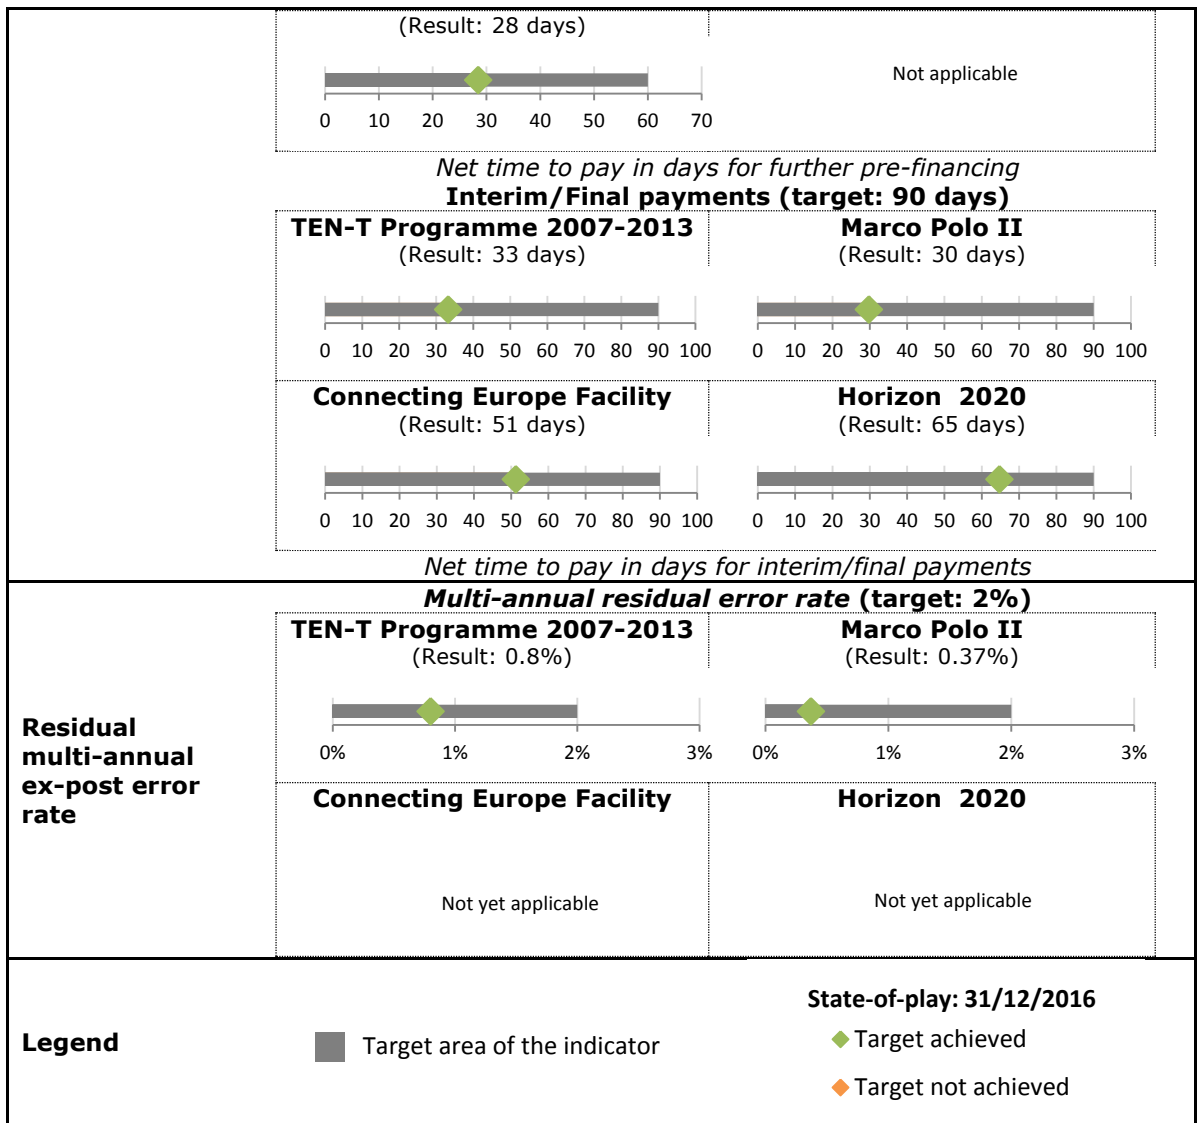 (Result: 28 days)
Not applicable
0 10 20 30 40 50 60 70
Net time to pay in days for further pre-financing
Interim/Final payments (target: 90 days)
TEN-T Programme 2007-2013
(Result: 33 days)
0 10 20 30 40 50 60 70 80 90 100
Marco Polo II
(Result: 30 days)
0 10 20 30 40 50 60 70 80 90 100
Connecting Europe Facility
(Result: 51 days)
0 10 20 30 40 50 60 70 80 90 100
Horizon 2020
(Result: 65 days)
0 10 20 30 40 50 60 70 80 90 100
Net time to pay in days for interim/final payments
Residual
multi-annual
ex-post error
rate
Multi-annual residual error rate (target: 2%)
TEN-T Programme 2007-2013
(Result: 0.8%)
0% 1% 2% 3%
Marco Polo II
(Result: 0.37%)
0% 1% 2% 3%
Connecting Europe Facility
Not yet applicable
Horizon 2020
Not yet applicable
Legend
Target area of the indicator
State-of-play: 31/12/2016
Target achieved
Target not achieved